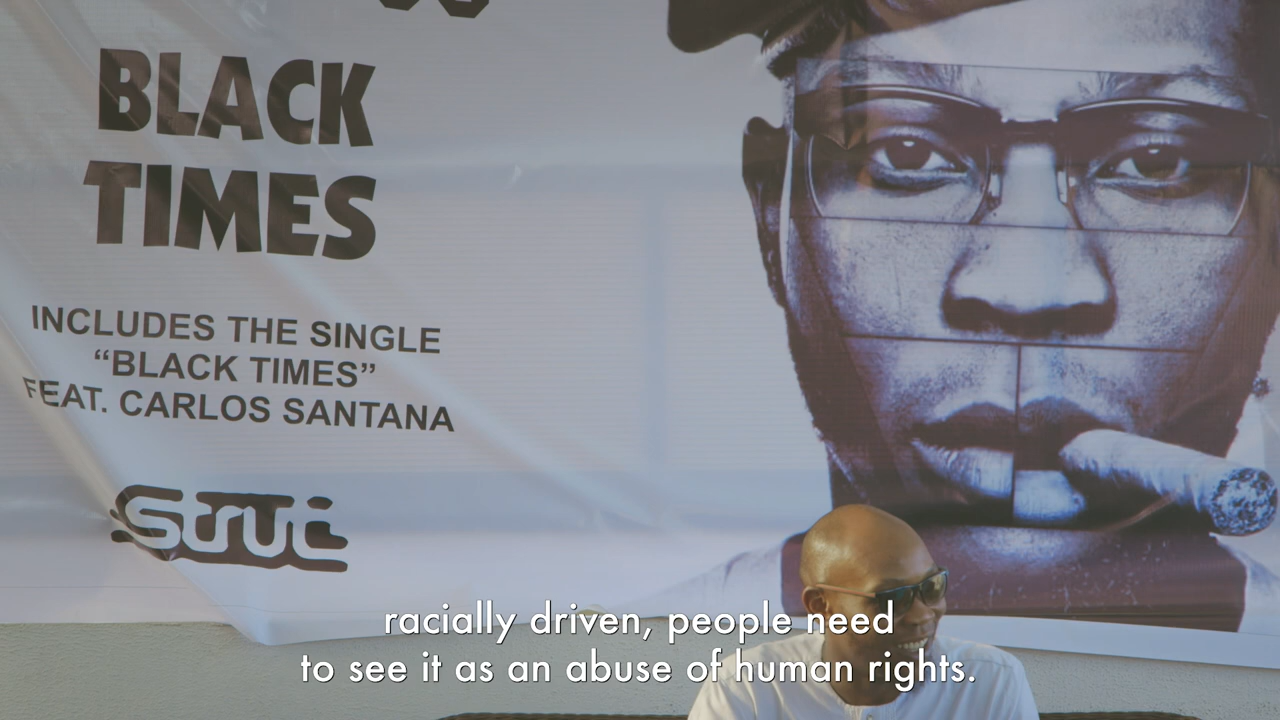 BLACK
TIMES
INCLUDES THE SINGLE
“BLACK TIMES”
FEAT. CARLOS SANTANA
racially driven, people need
to see it as an abuse of human rights.